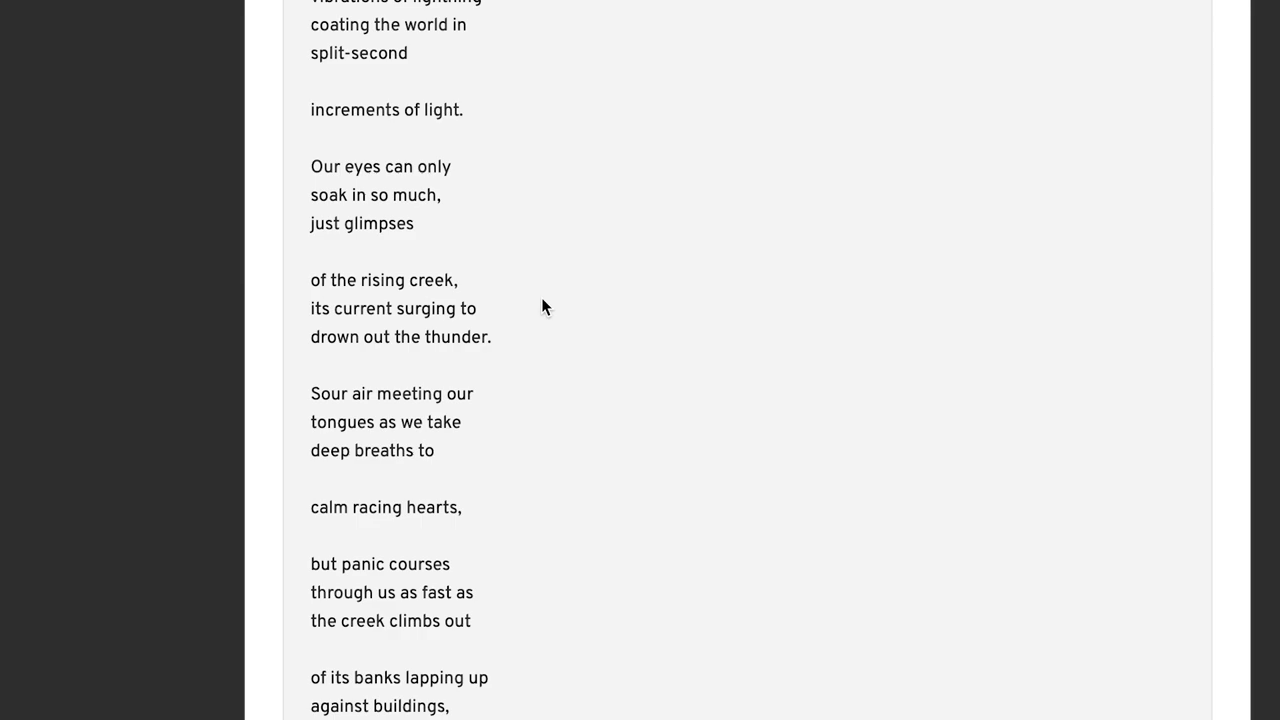 vibrations of lightning
coating the world in
split-second
increments of light.
Our eyes can only
soak in so much,
just glimpses
of the rising creek,
its current surging to
drown out the thunder.
Sour air meeting our
tongues as we take
deep breaths to
calm racing hearts,
but panic courses
through us as fast as
the creek climbs out
of its banks lapping up
against buildings,